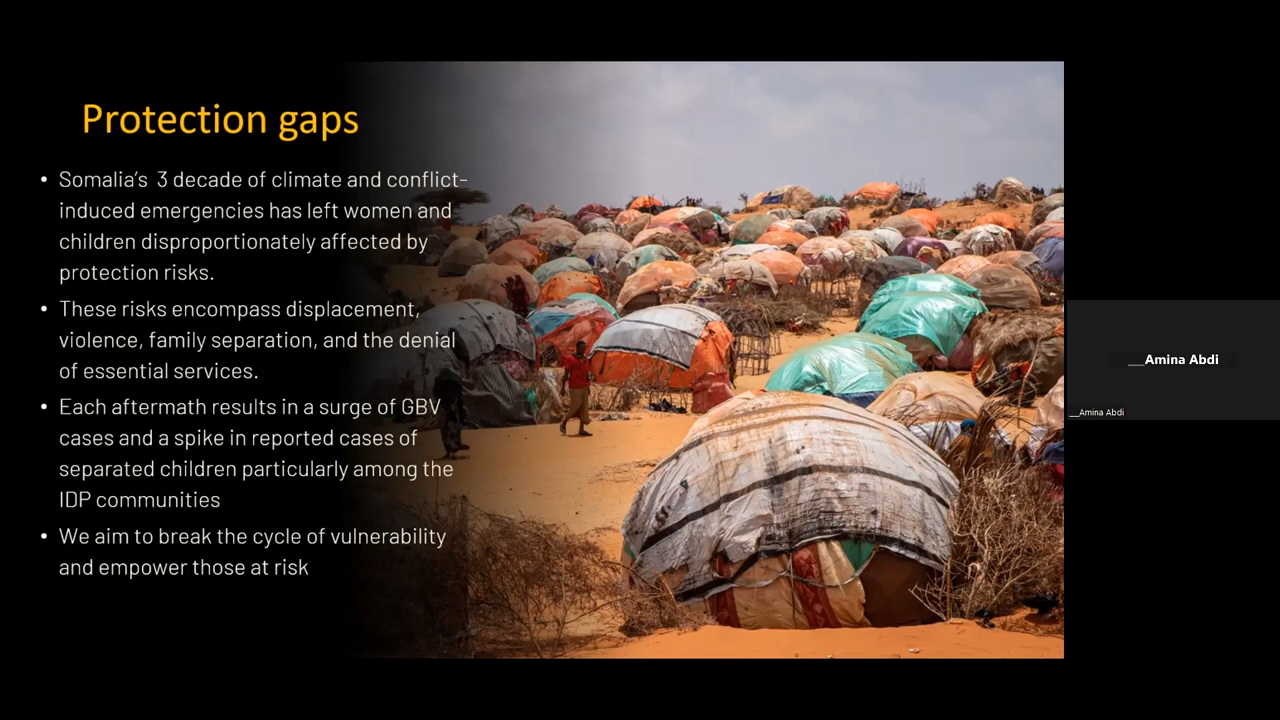 Protection gaps
• Somalia’s 3 decade of climate and conflict-
induced emergencies has left women and
children disproportionately affected by
protection risks.
• These risks encompass displacement,
violence, family separation, and the denial
of essential services.
• Each aftermath results in a surge of GBV
cases and a spike in reported cases of
separated children particularly among the
IDP communities
• We aim to break the cycle of vulnerability
and empower those at risk
__Amina Abdi
__Amina Abdi